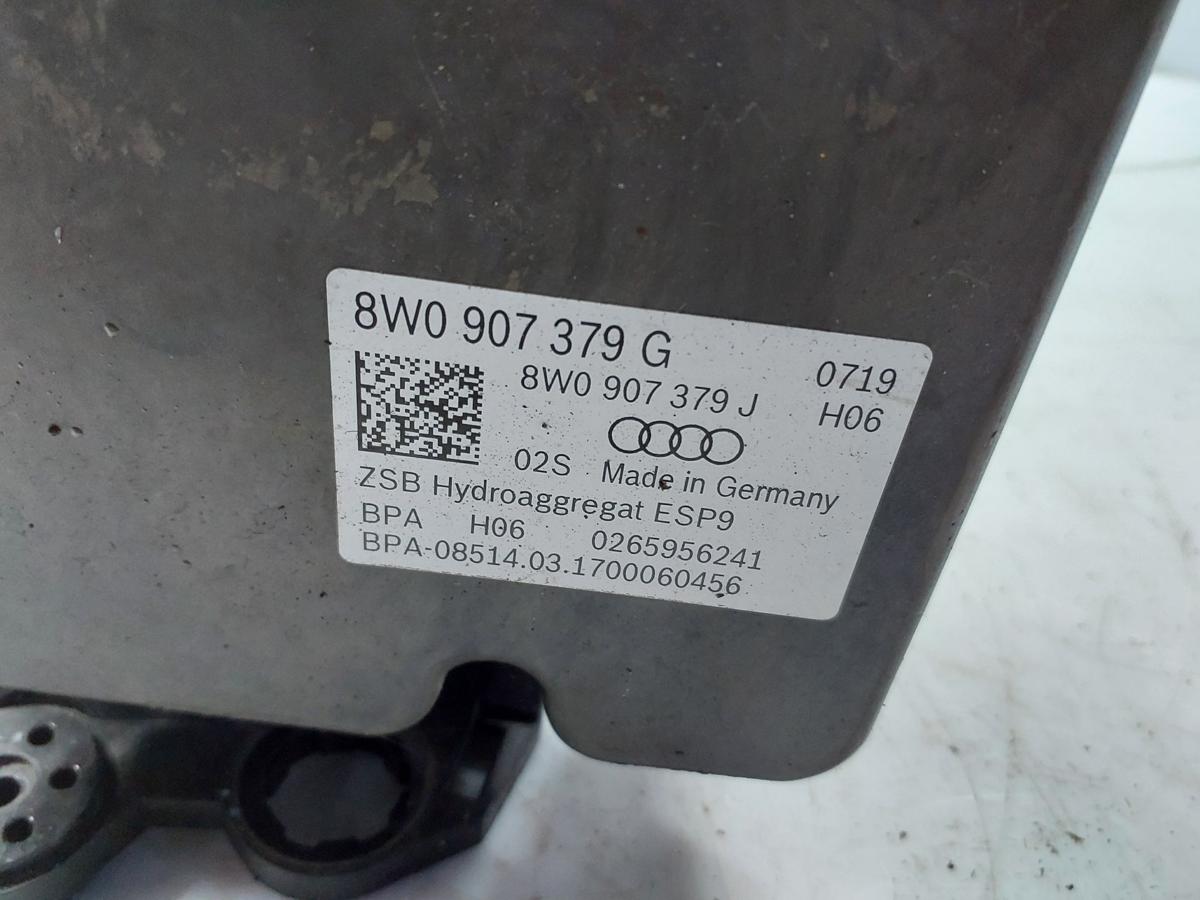 8W0 907 379 G 0719
8W0 907 379 J H06
02S Made in Germany
ZSB Hydroaggregat ESP9
BPA H06 0265956241
BPA-08514.03.1700060456